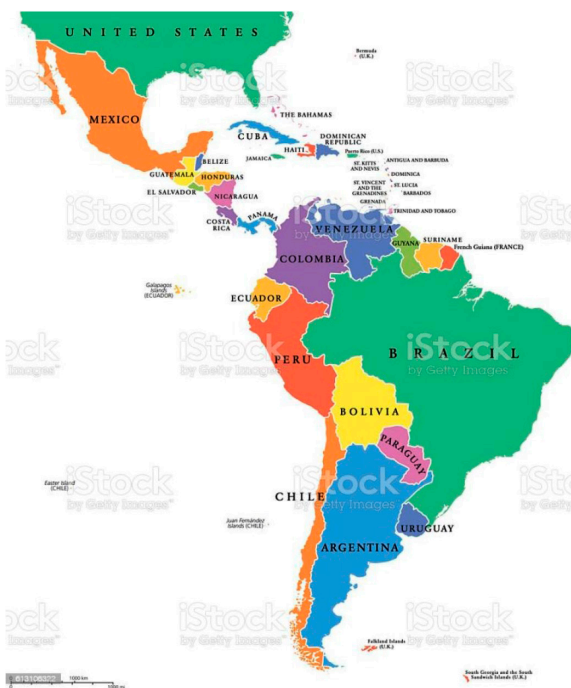 UNITED STATES
Bermuda
(U.K.)
MEXICO
THE BAHAMAS
CUBA
DOMINICAN
REPUBLIC
HAITI
Puerto Rico (U.S.)
JAMAICA
BELIZE
ST. KITTS
AND NEVIS
ANTIGUA AND BARBUDA
GUATEMALA
HONDURAS
DOMINICA
EL SALVADOR
NICARAGUA
ST. VINCENT
AND THE
GRENADINES
ST. LUCIA
BARBADOS
GRENADA
COSTA
RICA
PANAMA
TRINIDAD AND TOBAGO
VENEZUELA
GUYANA
SURINAME
French Guiana (FRANCE)
COLOMBIA
Galapagos
Islands
(ECUADOR)
ECUADOR
PERU
BRAZIL
BOLIVIA
PARAGUAY
Easter Island
(CHILE)
CHILE
Juan Fernández
Islands (CHILE)
URUGUAY
ARGENTINA
Falkland Islands
(U.K.)
South Georgia and the South
Sandwich Islands (U.K.)
613106322
1000 km
iStock
by Getty Images™